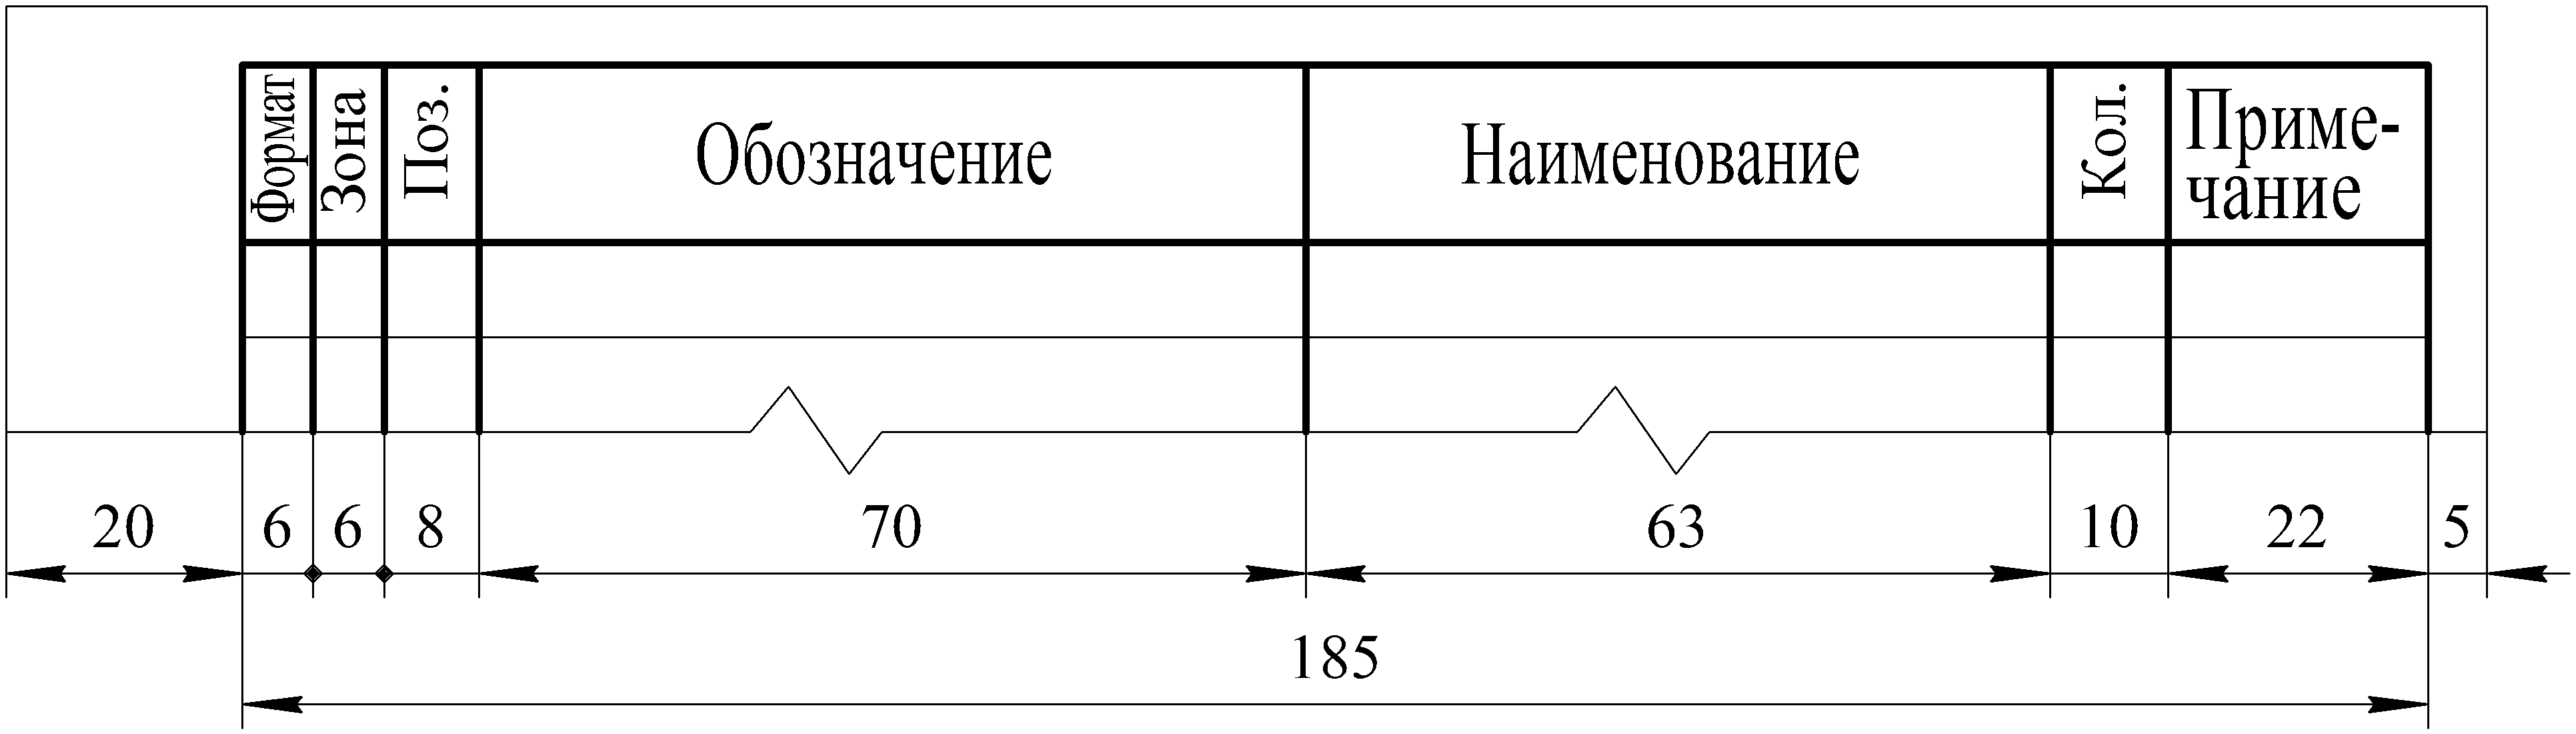 Формат
Зона
Поз.
Обозначение
Наименование
Кол.
Приме-
чание
20 6 6 8 70 63 10 22 5
185